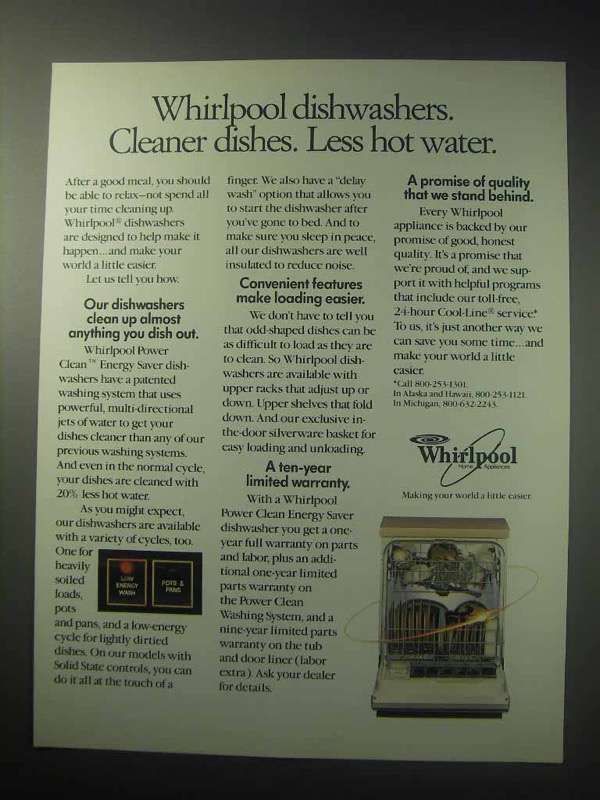 Whirlpool dishwashers.
Cleaner dishes. Less hot water.
After a good meal, you should
be able to relax—not spend all
your time cleaning up.
Whirlpool® dishwashers
are designed to help make it
happen...and make your
world a little easier.
Let us tell you how.
Our dishwashers
clean up almost
anything you dish out.
Whirlpool Power
Clean™ Energy Saver dish-
washers have a patented
washing system that uses
powerful, multi-directional
jets of water to get your
dishes cleaner than any of our
previous washing systems.
And even in the normal cycle,
your dishes are cleaned with
20% less hot water.
As you might expect,
our dishwashers are available
with a variety of cycles, too.
One for
heavily
soiled
loads,
pots
LOW
ENERGY
WASH
POTS &
PANS
and pans, and a low-energy
cycle for lightly dirtied
dishes. On our models with
Solid State controls, you can
do it all at the touch of a
finger. We also have a "delay
wash" option that allows you
to start the dishwasher after
you've gone to bed. And to
make sure you sleep in peace,
all our dishwashers are well
insulated to reduce noise.
Convenient features
make loading easier.
We don't have to tell you
that odd-shaped dishes can be
as difficult to load as they are
to clean. So Whirlpool dish-
washers are available with
upper racks that adjust up or
down. Upper shelves that fold
down. And our exclusive in-
the-door silverware basket for
easy loading and unloading.
A ten-year
limited warranty.
With a Whirlpool
Power Clean Energy Saver
dishwasher you get a one-
year full warranty on parts
and labor, plus an addi-
tional one-year limited
parts warranty on
the Power Clean
Washing System, and a
nine-year limited parts
warranty on the tub
and door liner (labor
extra). Ask your dealer
for details.
A promise of quality
that we stand behind.
Every Whirlpool
appliance is backed by our
promise of good, honest
quality. It's a promise that
we're proud of, and we sup-
port it with helpful programs
that include our toll-free,
24-hour Cool-Line® service.*
To us, it's just another way we
can save you some time...and
make your world a little
easier.
*Call 800-253-1301.
In Alaska and Hawaii, 800-253-1121.
In Michigan, 800-632-2243.
Whirlpool
Home Appliances
Making your world a little easier.